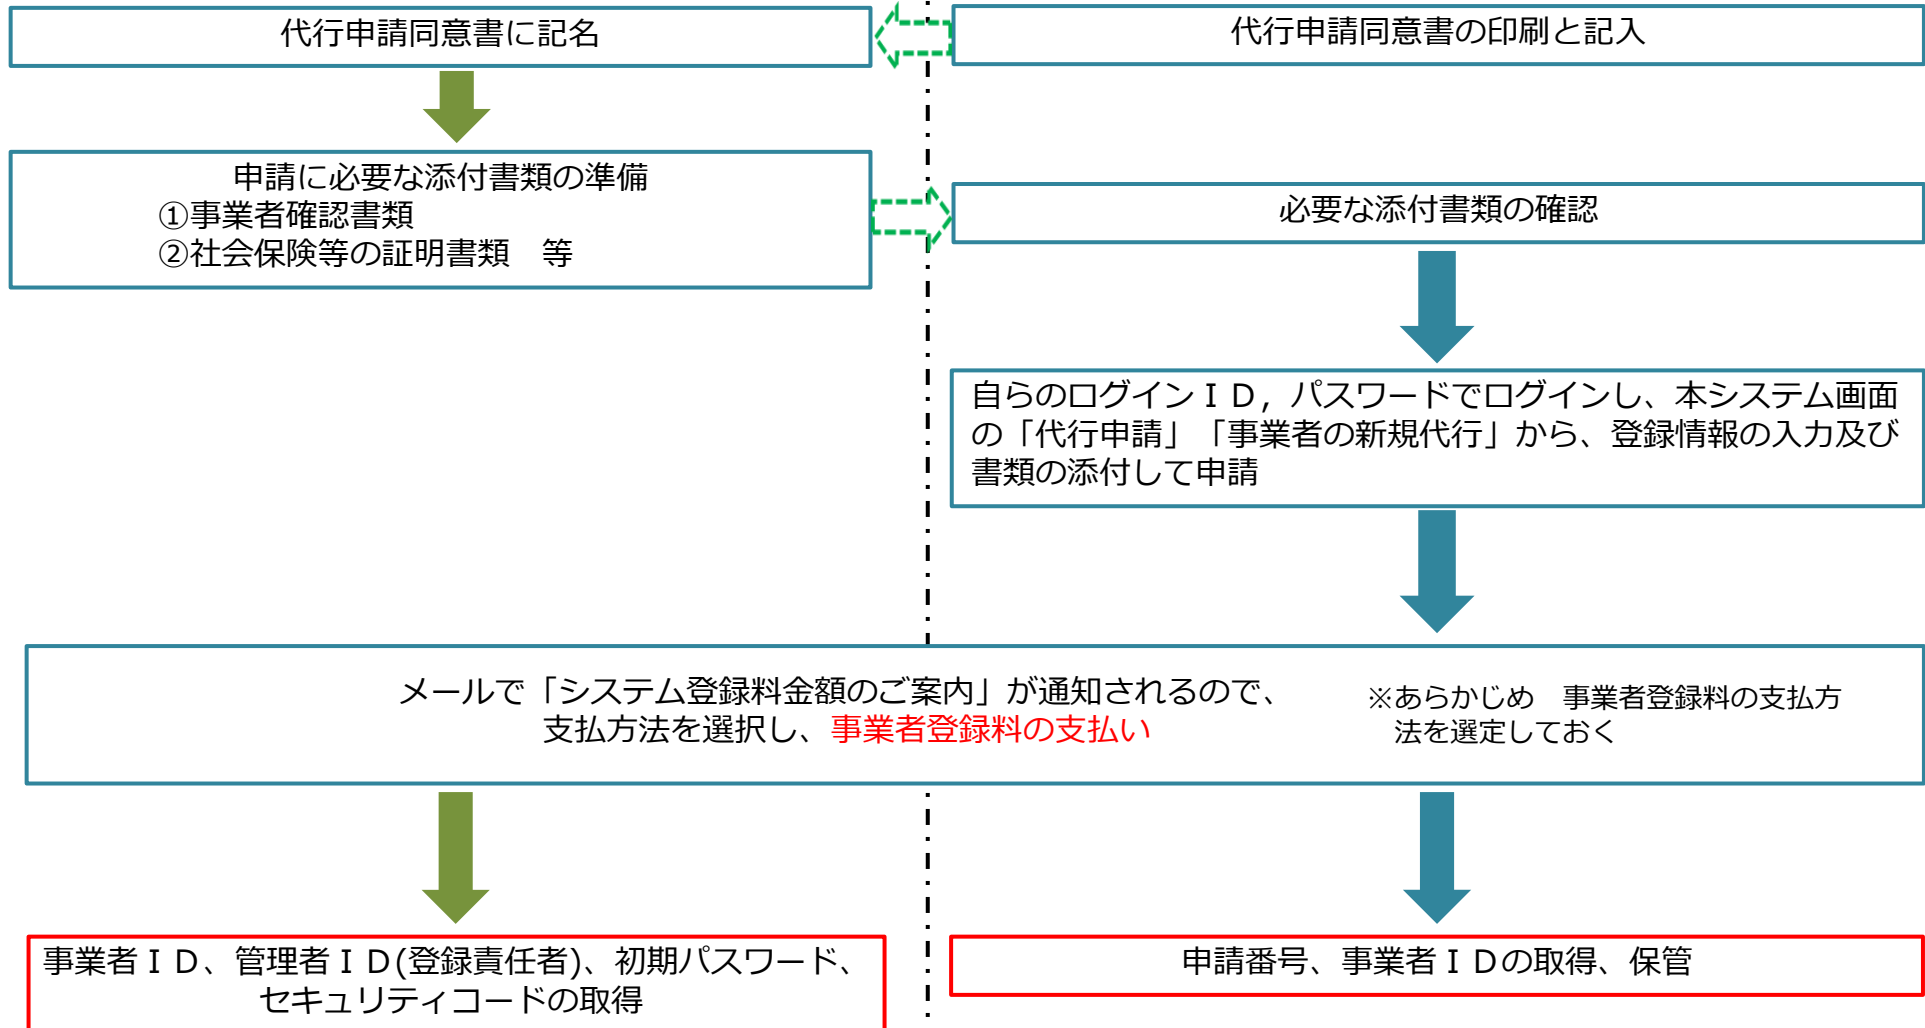 代行申請同意書に記名
代行申請同意書の印刷と記入
申請に必要な添付書類の準備
①事業者確認書類
②社会保険等の証明書類　等
必要な添付書類の確認
自らのログインＩＤ，パスワードでログインし、本システム画面
の「代行申請」「事業者の新規代行」から、登録情報の入力及び
書類の添付して申請
メールで「システム登録料金額のご案内」が通知されるので、
支払方法を選択し、事業者登録料の支払い
※あらかじめ　事業者登録料の支払方
法を選定しておく
事業者ＩＤ、管理者ＩＤ(登録責任者)、初期パスワード、
セキュリティコードの取得
申請番号、事業者ＩＤの取得、保管